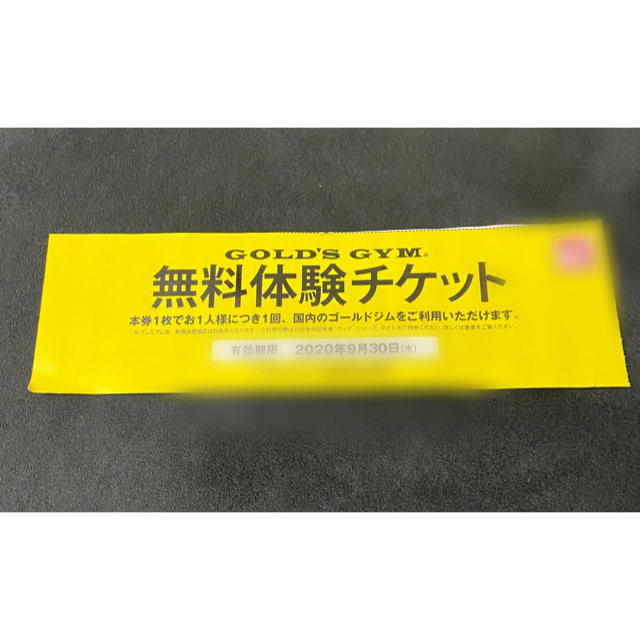 GOLD'S GYM®
無料体験チケット
本券1枚でお1人様につき1回、国内のゴールドジムをご利用いただけます。
有効期限 2020年9月30日(水)